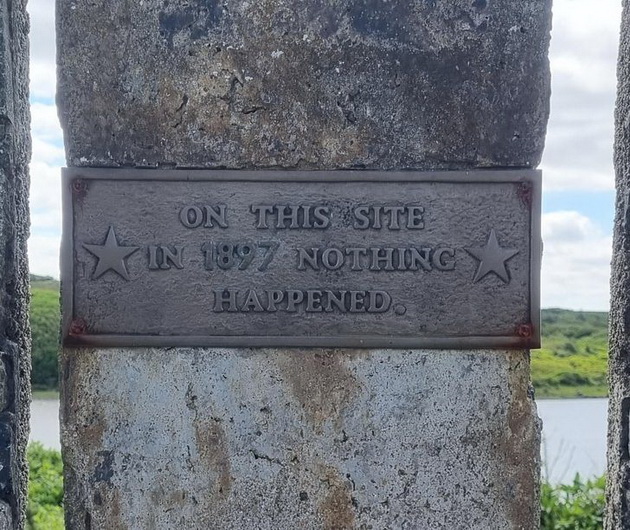 ON THIS SITE
IN 1897 NOTHING
HAPPENED.